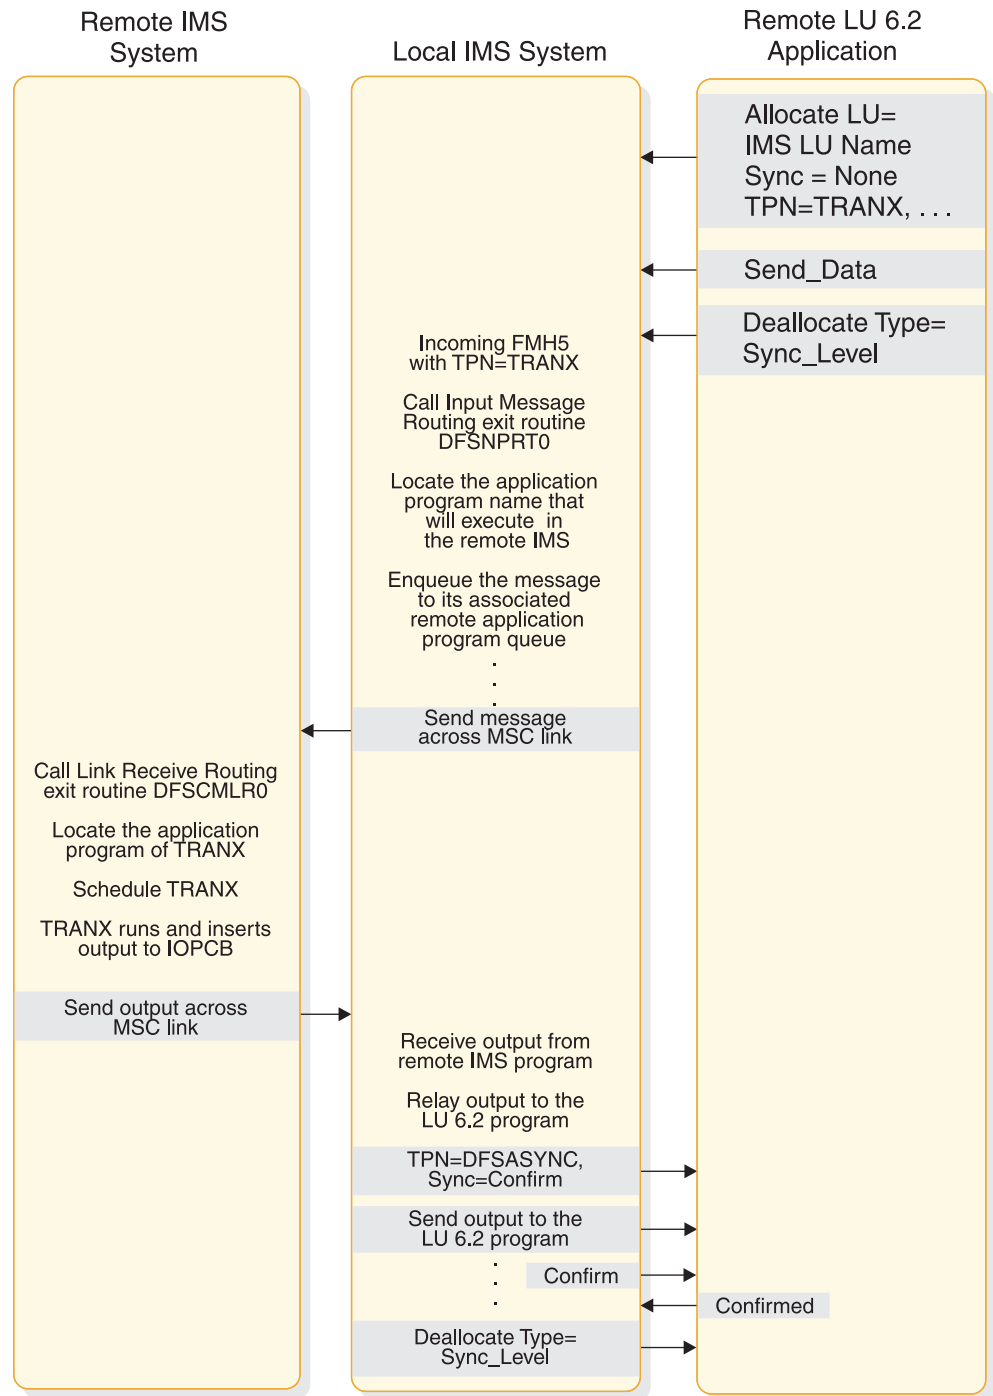 Remote IMS
System
Local IMS System
Remote LU 6.2
Application
Allocate LU=
IMS LU Name
Sync = None
TPN=TRANX, . . .
Send_Data
Deallocate Type=
Sync_Level
Incoming FMH5
with TPN=TRANX
Call Input Message
Routing exit routine
DFSNPRT0
Locate the application
program name that
will execute in
the remote IMS
Enqueue the message
to its associated
remote application
program queue
.
.
.
Send message
across MSC link
Call Link Receive Routing
exit routine DFSCMLR0
Locate the application
program of TRANX
Schedule TRANX
TRANX runs and inserts
output to IOPCB
Send output across
MSC link
Receive output from
remote IMS program
Relay output to the
LU 6.2 program
TPN=DFSASYNC,
Sync=Confirm
Send output to the
LU 6.2 program
.
.
.
Confirm
Confirmed
Deallocate Type=
Sync_Level